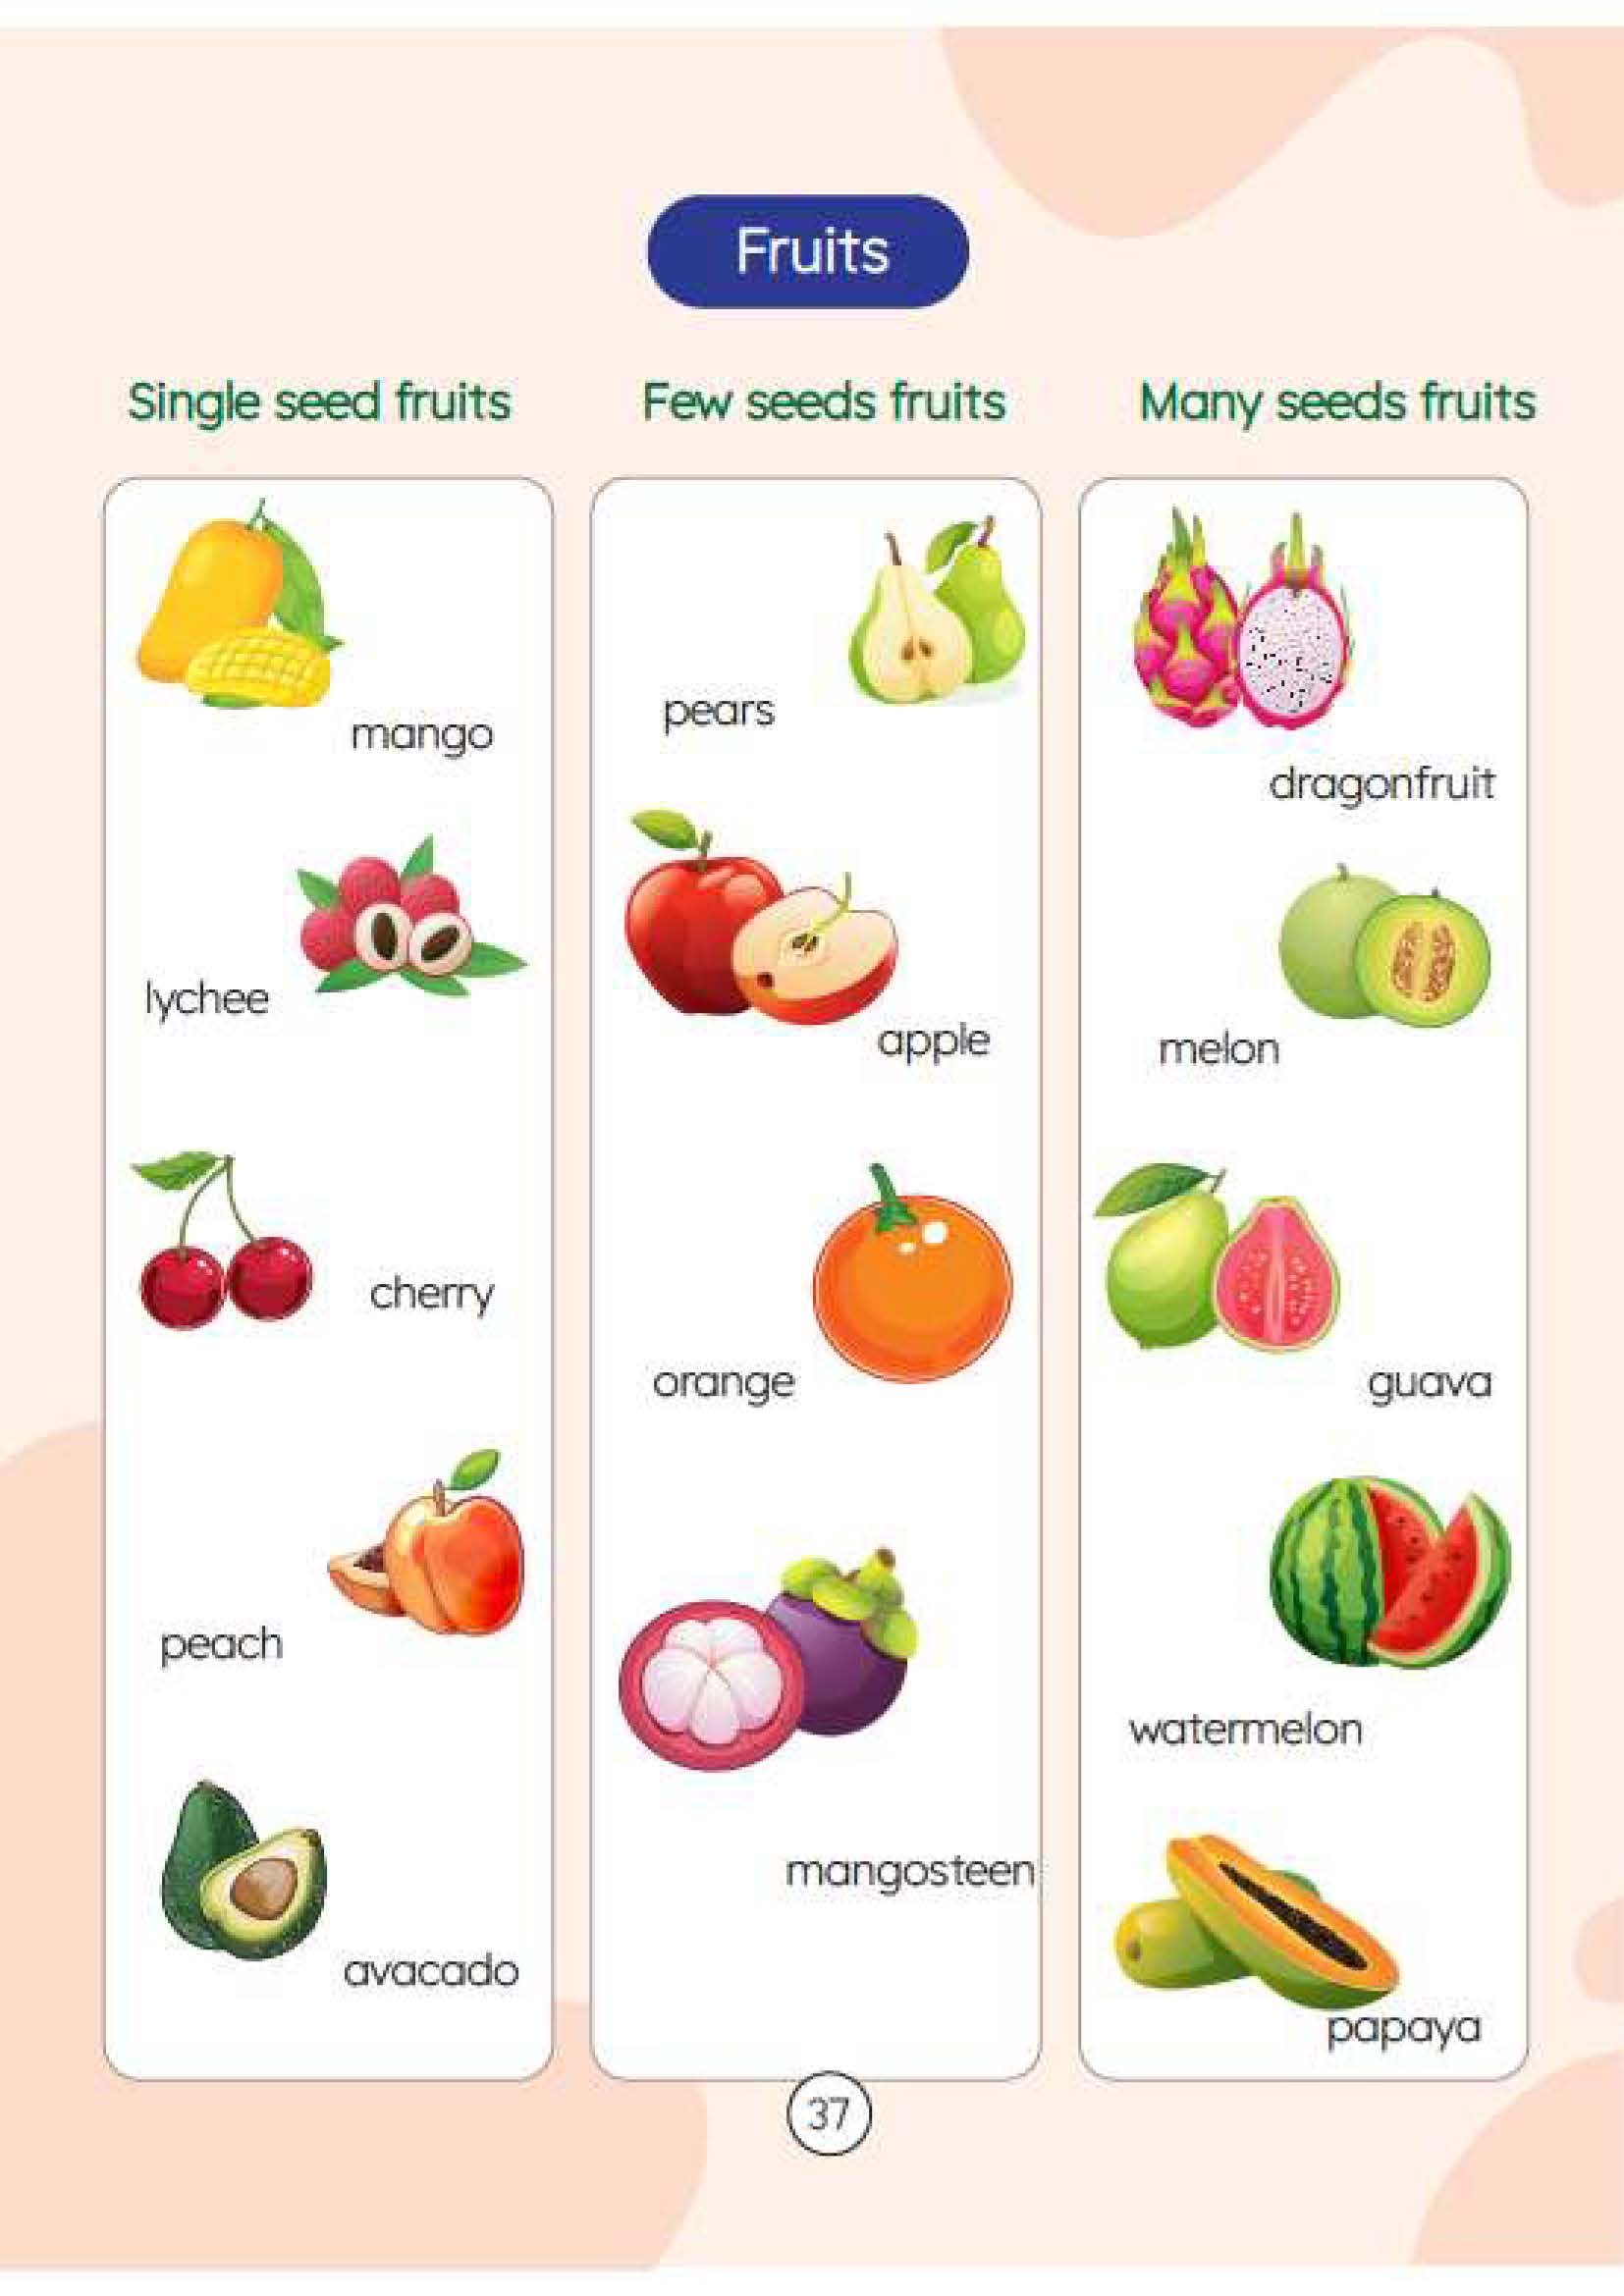 Fruits
Single seed fruits
Few seeds fruits
Many seeds fruits
mango
lychee
cherry
peach
avacado
pears
apple
orange
mangosteen
dragonfruit
melon
guava
watermelon
papaya
37